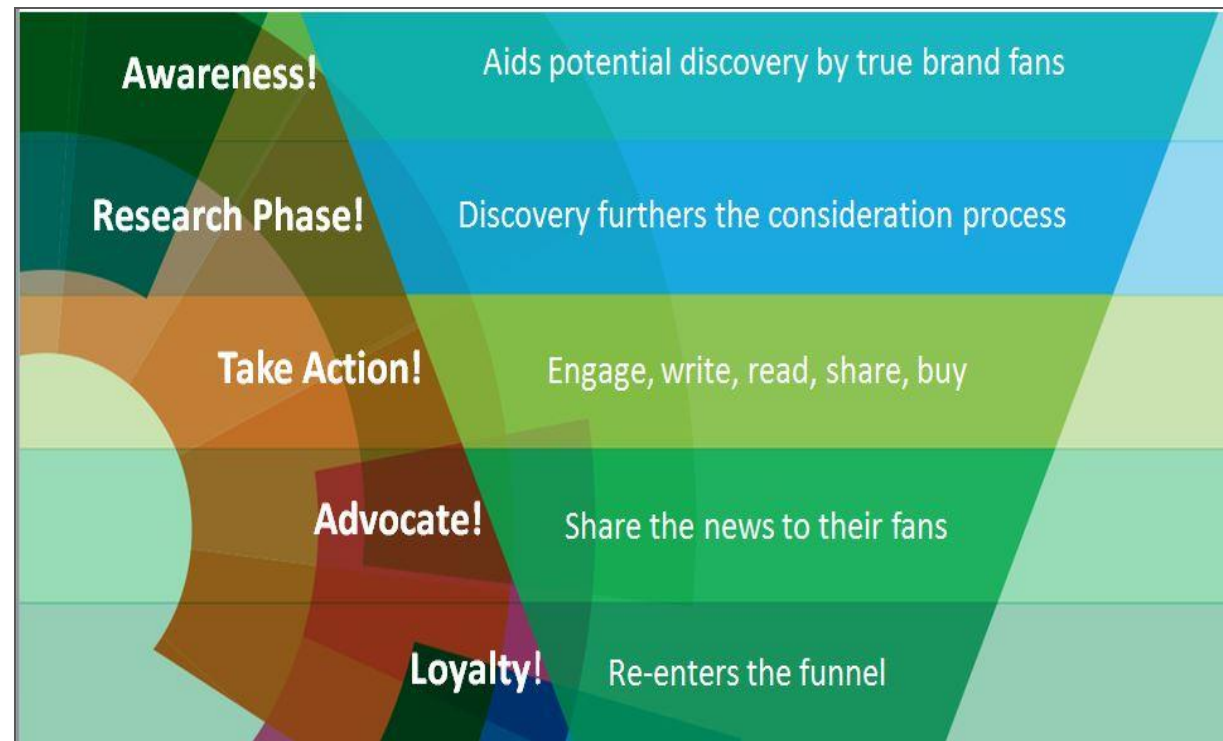 Awareness! Aids potential discovery by true brand fans
Research Phase! Discovery furthers the consideration process
Take Action! Engage, write, read, share, buy
Advocate! Share the news to their fans
Loyalty! Re-enters the funnel